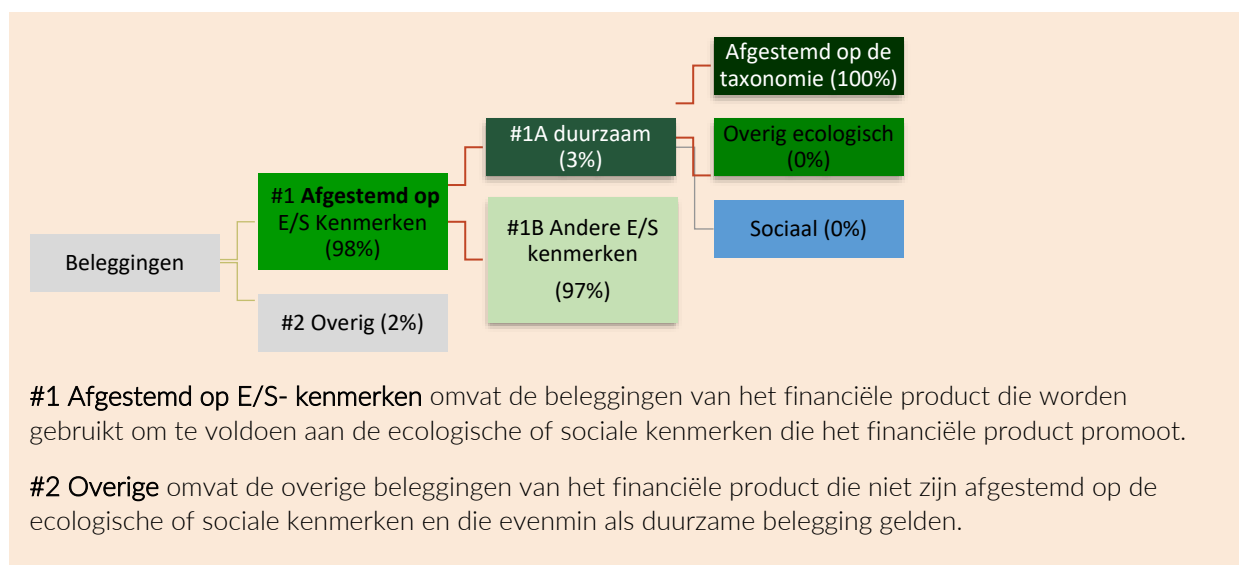 Beleggingen
#1 Afgestemd op
E/S Kenmerken
(98%)
#2 Overig (2%)
#1A duurzaam
(3%)
#1B Andere E/S
kenmerken
(97%)
Afgestemd op de
taxonomie (100%)
Overig ecologisch
(0%)
Sociaal (0%)
#1 Afgestemd op E/S- kenmerken omvat de beleggingen van het financiële product die worden
gebruikt om te voldoen aan de ecologische of sociale kenmerken die het financiële product promoot.
#2 Overige omvat de overige beleggingen van het financiële product die niet zijn afgestemd op de
ecologische of sociale kenmerken en die evenmin als duurzame belegging gelden.